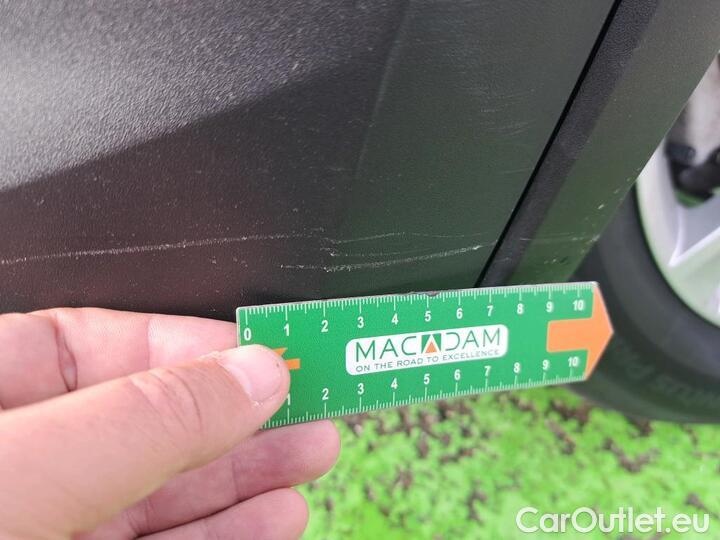 0 1 2 3 4 5 6 7 8 9 10
MACADAM
ON THE ROAD TO EXCELLENCE
1 2 3 4 5 6 7 8 9 10
CarOutlet.eu